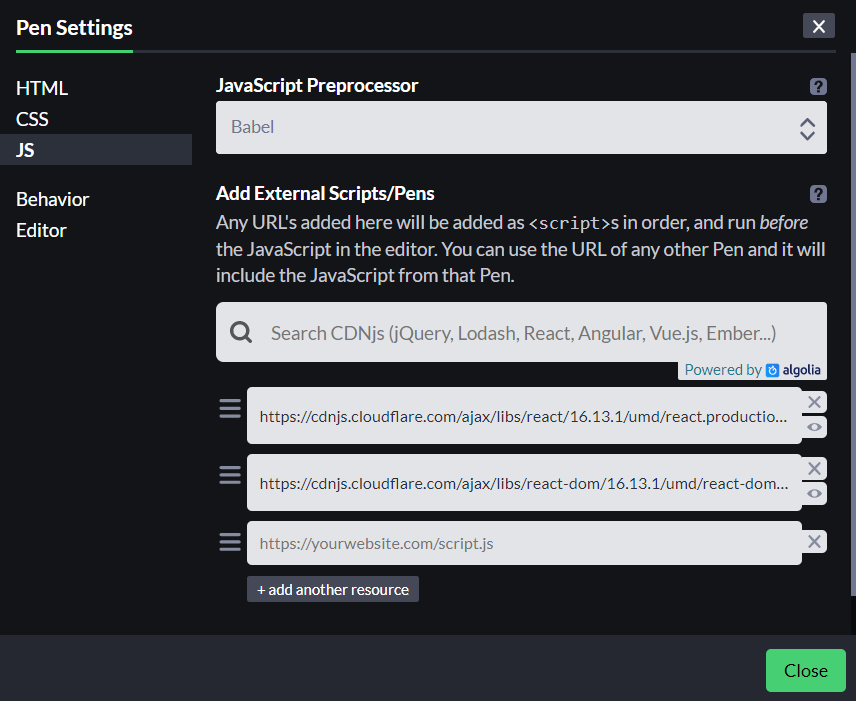 Pen Settings
HTML
CSS
JS
Behavior
Editor
JavaScript Preprocessor
?
Babel
Add External Scripts/Pens
?
Any URL's added here will be added as <script>s in order, and run before
the JavaScript in the editor. You can use the URL of any other Pen and it will
include the JavaScript from that Pen.
Search CDNjs (jQuery, Lodash, React, Angular, Vue.js, Ember...)
Powered by algolia
https://cdnjs.cloudflare.com/ajax/libs/react/16.13.1/umd/react.productio...
https://cdnjs.cloudflare.com/ajax/libs/react-dom/16.13.1/umd/react-dom...
https://yourwebsite.com/script.js
+ add another resource
Close